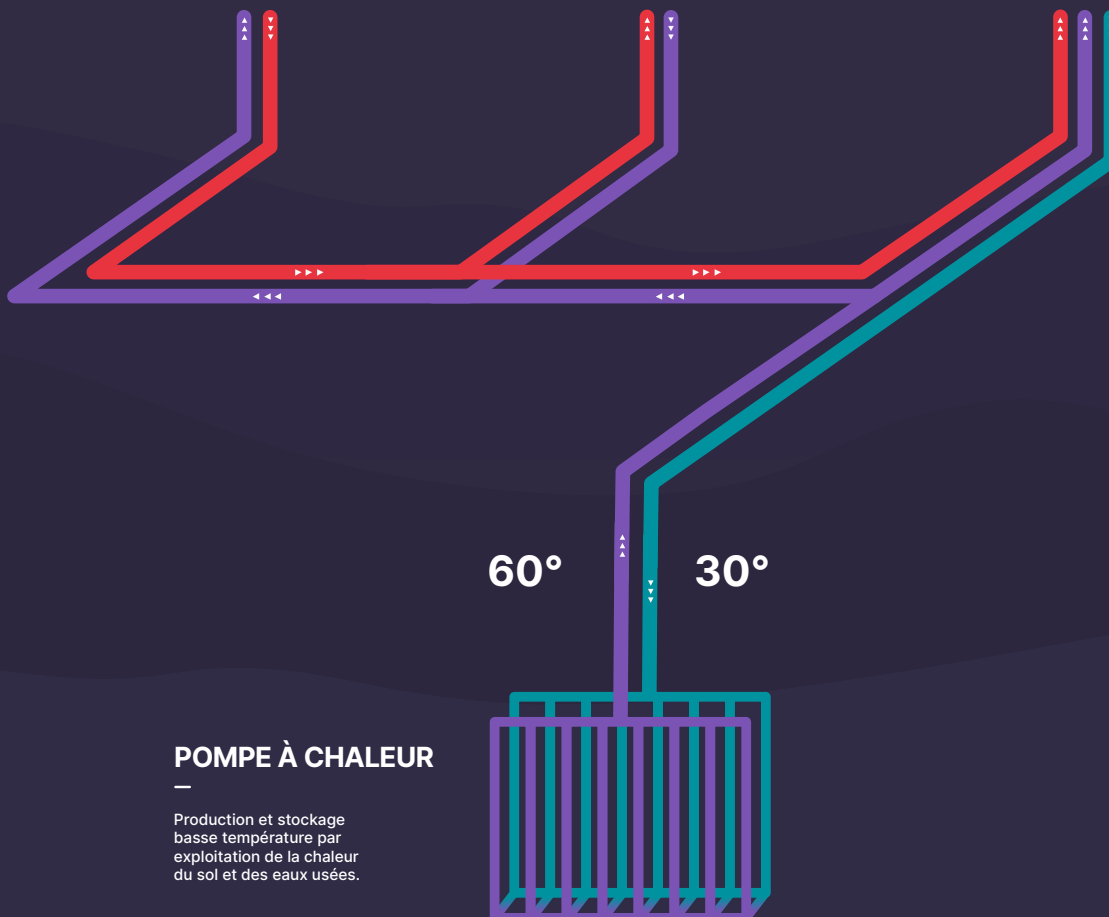 60°
30°
POMPE À CHALEUR
Production et stockage
basse température par
exploitation de la chaleur
du sol et des eaux usées.